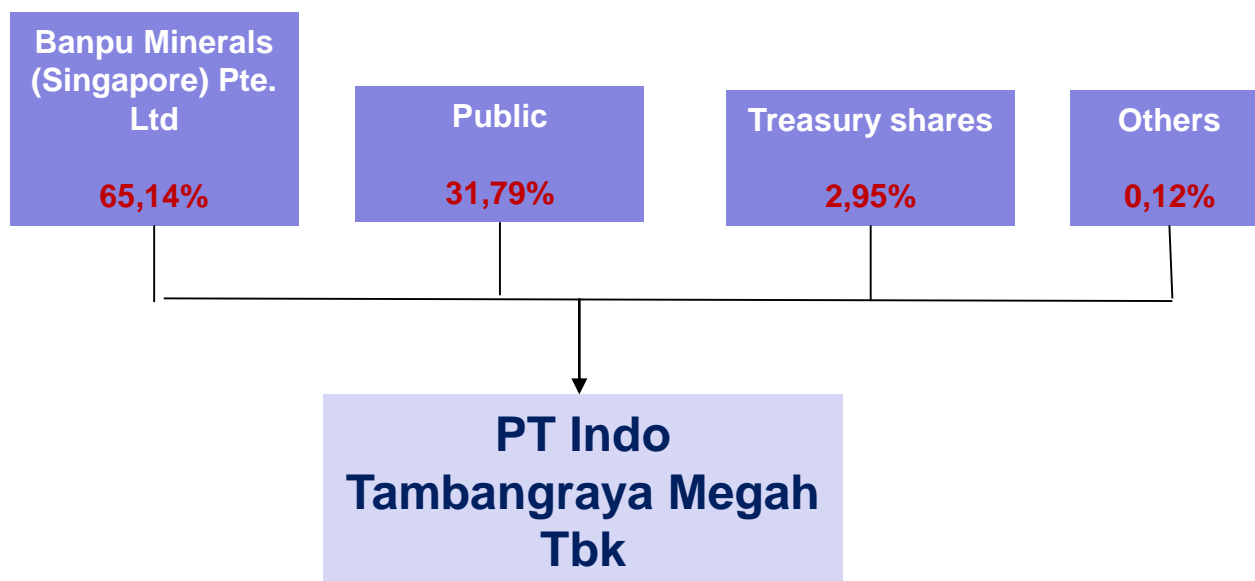 Banpu Minerals
(Singapore) Pte.
Ltd
65,14%
Public
31,79%
Treasury shares
2,95%
Others
0,12%
PT Indo
Tambangraya Megah
Tbk